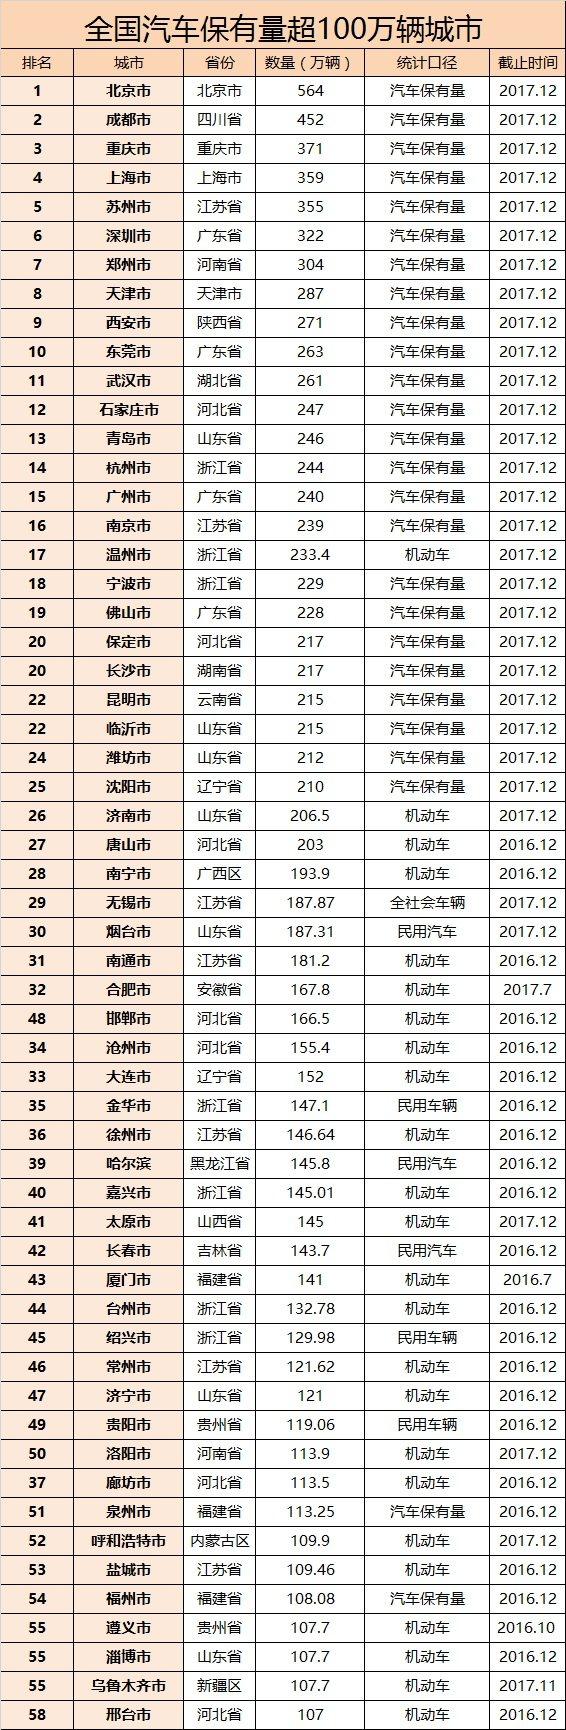 全国汽车保有量超100万辆城市
排名 城市 省份 数量（万辆） 统计口径 截止时间
1 北京市 北京市 564 汽车保有量 2017.12
2 成都市 四川省 452 汽车保有量 2017.12
3 重庆市 重庆市 371 汽车保有量 2017.12
4 上海市 上海市 359 汽车保有量 2017.12
5 苏州市 江苏省 355 汽车保有量 2017.12
6 深圳市 广东省 322 汽车保有量 2017.12
7 郑州市 河南省 304 汽车保有量 2017.12
8 天津市 天津市 287 汽车保有量 2017.12
9 西安市 陕西省 271 汽车保有量 2017.12
10 东莞市 广东省 263 汽车保有量 2017.12
11 武汉市 湖北省 261 汽车保有量 2017.12
12 石家庄市 河北省 247 汽车保有量 2017.12
13 青岛市 山东省 246 汽车保有量 2017.12
14 杭州市 浙江省 244 汽车保有量 2017.12
15 广州市 广东省 240 汽车保有量 2017.12
16 南京市 江苏省 239 汽车保有量 2017.12
17 温州市 浙江省 233.4 机动车 2017.12
18 宁波市 浙江省 229 汽车保有量 2017.12
19 佛山市 广东省 228 汽车保有量 2017.12
20 保定市 河北省 217 汽车保有量 2017.12
20 长沙市 湖南省 217 汽车保有量 2017.12
22 昆明市 云南省 215 汽车保有量 2017.12
22 临沂市 山东省 215 汽车保有量 2017.12
24 潍坊市 山东省 212 汽车保有量 2017.12
25 沈阳市 辽宁省 210 汽车保有量 2017.12
26 济南市 山东省 206.5 机动车 2017.12
27 唐山市 河北省 203 机动车 2016.12
28 南宁市 广西区 193.9 机动车 2016.12
29 无锡市 江苏省 187.87 全社会车辆 2017.12
30 烟台市 山东省 187.31 民用汽车 2017.12
31 南通市 江苏省 181.2 机动车 2016.12
32 合肥市 安徽省 167.8 机动车 2017.7
48 邯郸市 河北省 166.5 机动车 2016.12
34 沧州市 河北省 155.4 机动车 2016.12
33 大连市 辽宁省 152 机动车 2016.12
35 金华市 浙江省 147.1 民用车辆 2016.12
36 徐州市 江苏省 146.64 机动车 2016.12
39 哈尔滨 黑龙江省 145.8 民用汽车 2016.12
40 嘉兴市 浙江省 145.01 机动车 2016.12
41 太原市 山西省 145 机动车 2017.12
42 长春市 吉林省 143.7 民用汽车 2016.12
43 厦门市 福建省 141 机动车 2016.7
44 台州市 浙江省 132.78 机动车 2016.12
45 绍兴市 浙江省 129.98 民用车辆 2016.12
46 常州市 江苏省 121.62 机动车 2016.12
47 济宁市 山东省 121 机动车 2016.12
49 贵阳市 贵州省 119.06 民用车辆 2016.12
50 洛阳市 河南省 113.9 机动车 2017.12
37 廊坊市 河北省 113.5 机动车 2016.12
51 泉州市 福建省 113.25 汽车保有量 2016.12
52 呼和浩特市 内蒙古区 109.9 机动车 2017.12
53 盐城市 江苏省 109.46 机动车 2016.12
54 福州市 福建省 108.08 汽车保有量 2016.12
55 遵义市 贵州省 107.7 机动车 2016.10
55 淄博市 山东省 107.7 机动车 2016.12
55 乌鲁木齐市 新疆区 107.7 机动车 2017.11
58 邢台市 河北省 107 机动车 2016.12